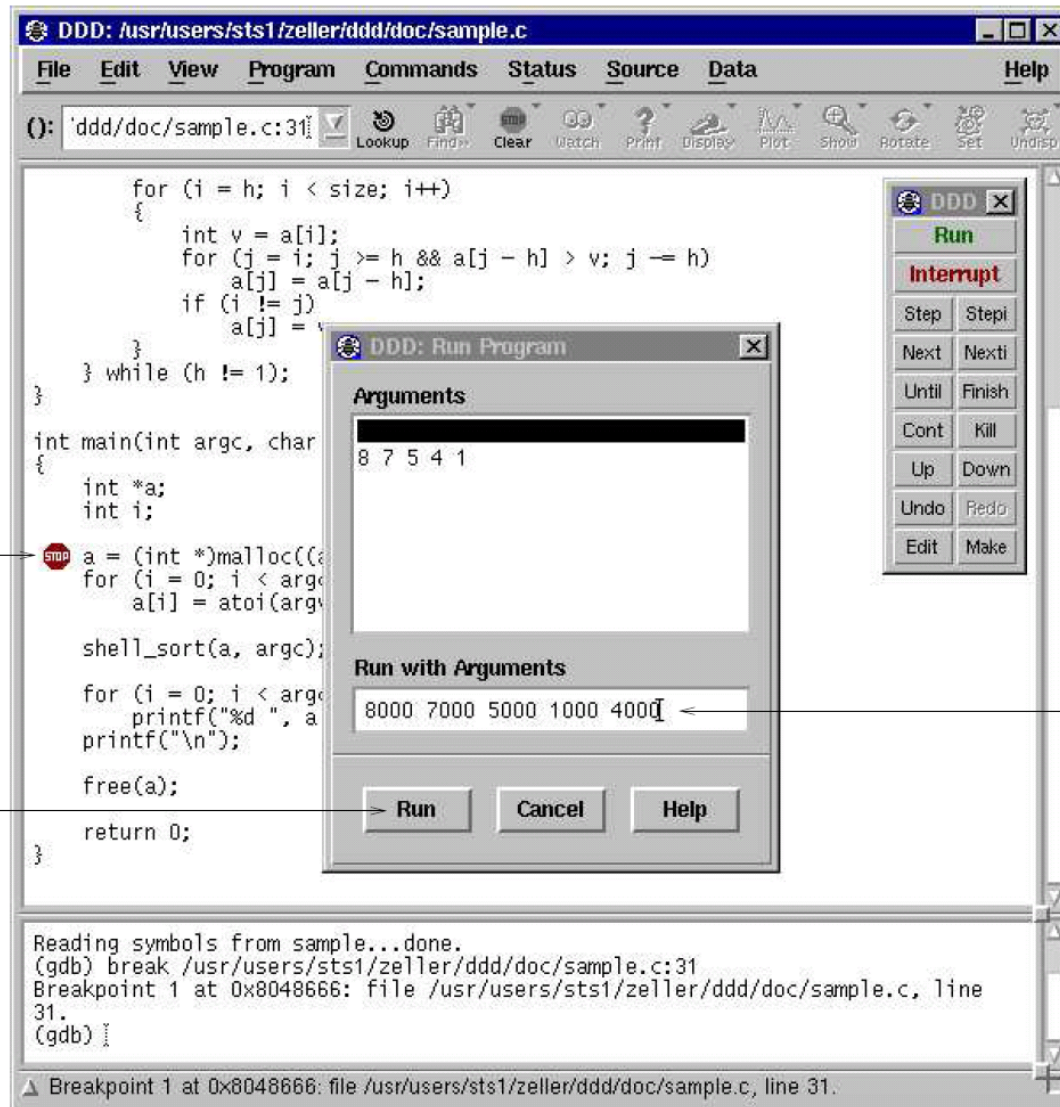 DDD: /usr/users/sts1/zeller/ddd/doc/sample.c
File Edit View Program Commands Status Source Data Help
(): 'ddd/doc/sample.c:31 Lookup Find» Clear Watch Print Display Plot Show Rotate Set Undisp
for (i = h; i < size; i++)
{
int v = a[i];
for (j = i; j >= h && a[j - h] > v; j -= h)
a[j] = a[j - h];
if (i != j)
a[j] =
}
} while (h != 1);
}
int main(int argc, char
{
int *a;
int i;
STOP a = (int *)malloc((a
for (i = 0; i < argc
a[i] = atoi(argv
shell_sort(a, argc);
for (i = 0; i < argc
printf("%d ", a
printf("\n");
free(a);
return 0;
}
DDD: Run Program
Arguments
8 7 5 4 1
Run with Arguments
8000 7000 5000 1000 4000
Run Cancel Help
DDD
Run
Interrupt
Step Stepi
Next Nexti
Until Finish
Cont Kill
Up Down
Undo Redo
Edit Make
Reading symbols from sample...done.
(gdb) break /usr/users/sts1/zeller/ddd/doc/sample.c:31
Breakpoint 1 at 0x8048666: file /usr/users/sts1/zeller/ddd/doc/sample.c, line
31.
(gdb)
Breakpoint 1 at 0x8048666: file /usr/users/sts1/zeller/ddd/doc/sample.c, line 31.